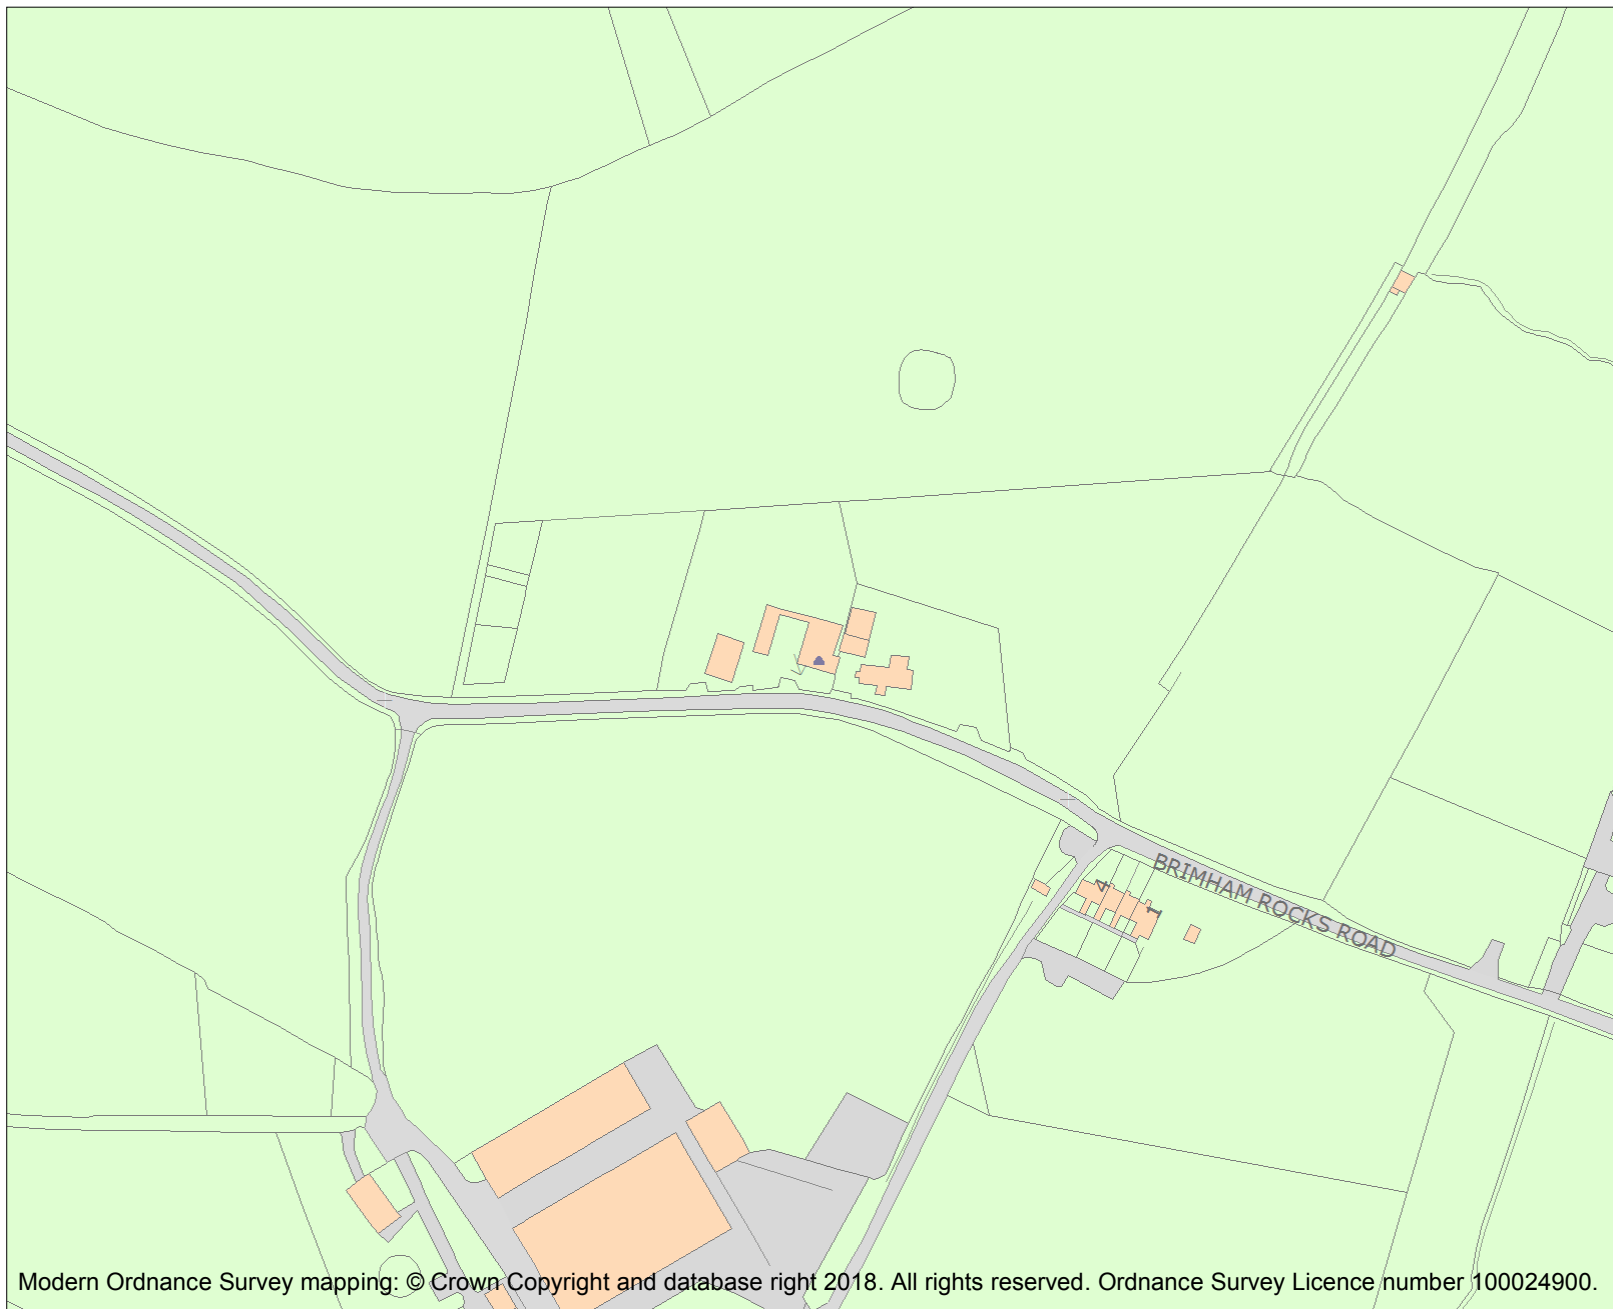 4
1
BRIMHAM ROCKS ROAD
Modern Ordnance Survey mapping: © Crown Copyright and database right 2018. All rights reserved. Ordnance Survey Licence number 100024900.